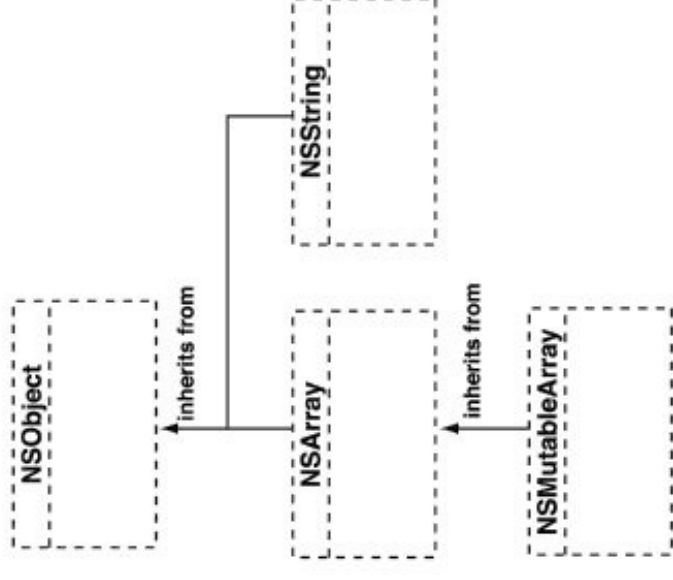 NSObject
inherits from
NSArray
NSString
inherits from
NSMutableArray